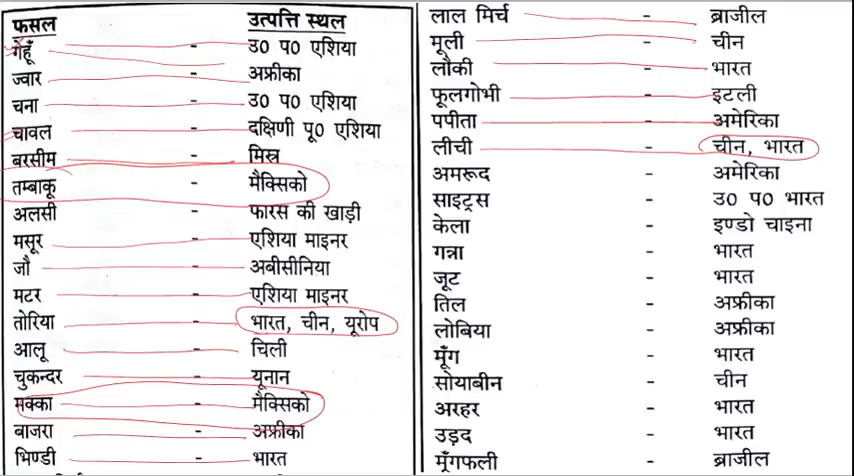 फसल - उत्पत्ति स्थल
गेहूँ - उ0 प0 एशिया
ज्वार - अफ्रीका
चना - उ0 प0 एशिया
चावल - दक्षिणी पू0 एशिया
बरसीम - मिस्र
तम्बाकू - मैक्सिको
अलसी - फारस की खाड़ी
मसूर - एशिया माइनर
जौ - अबीसीनिया
मटर - एशिया माइनर
तोरिया - भारत, चीन, यूरोप
आलू - चिली
चुकन्दर - यूनान
मक्का - मैक्सिको
बाजरा - अफ्रीका
भिण्डी - भारत
लाल मिर्च - ब्राजील
मूली - चीन
लौकी - भारत
फूलगोभी - इटली
पपीता - अमेरिका
लीची - चीन, भारत
अमरूद - अमेरिका
साइट्रस - उ0 प0 भारत
केला - इण्डो चाइना
गन्ना - भारत
जूट - भारत
तिल - अफ्रीका
लोबिया - अफ्रीका
मूँग - भारत
सोयाबीन - चीन
अरहर - भारत
उड़द - भारत
मूँगफली - ब्राजील